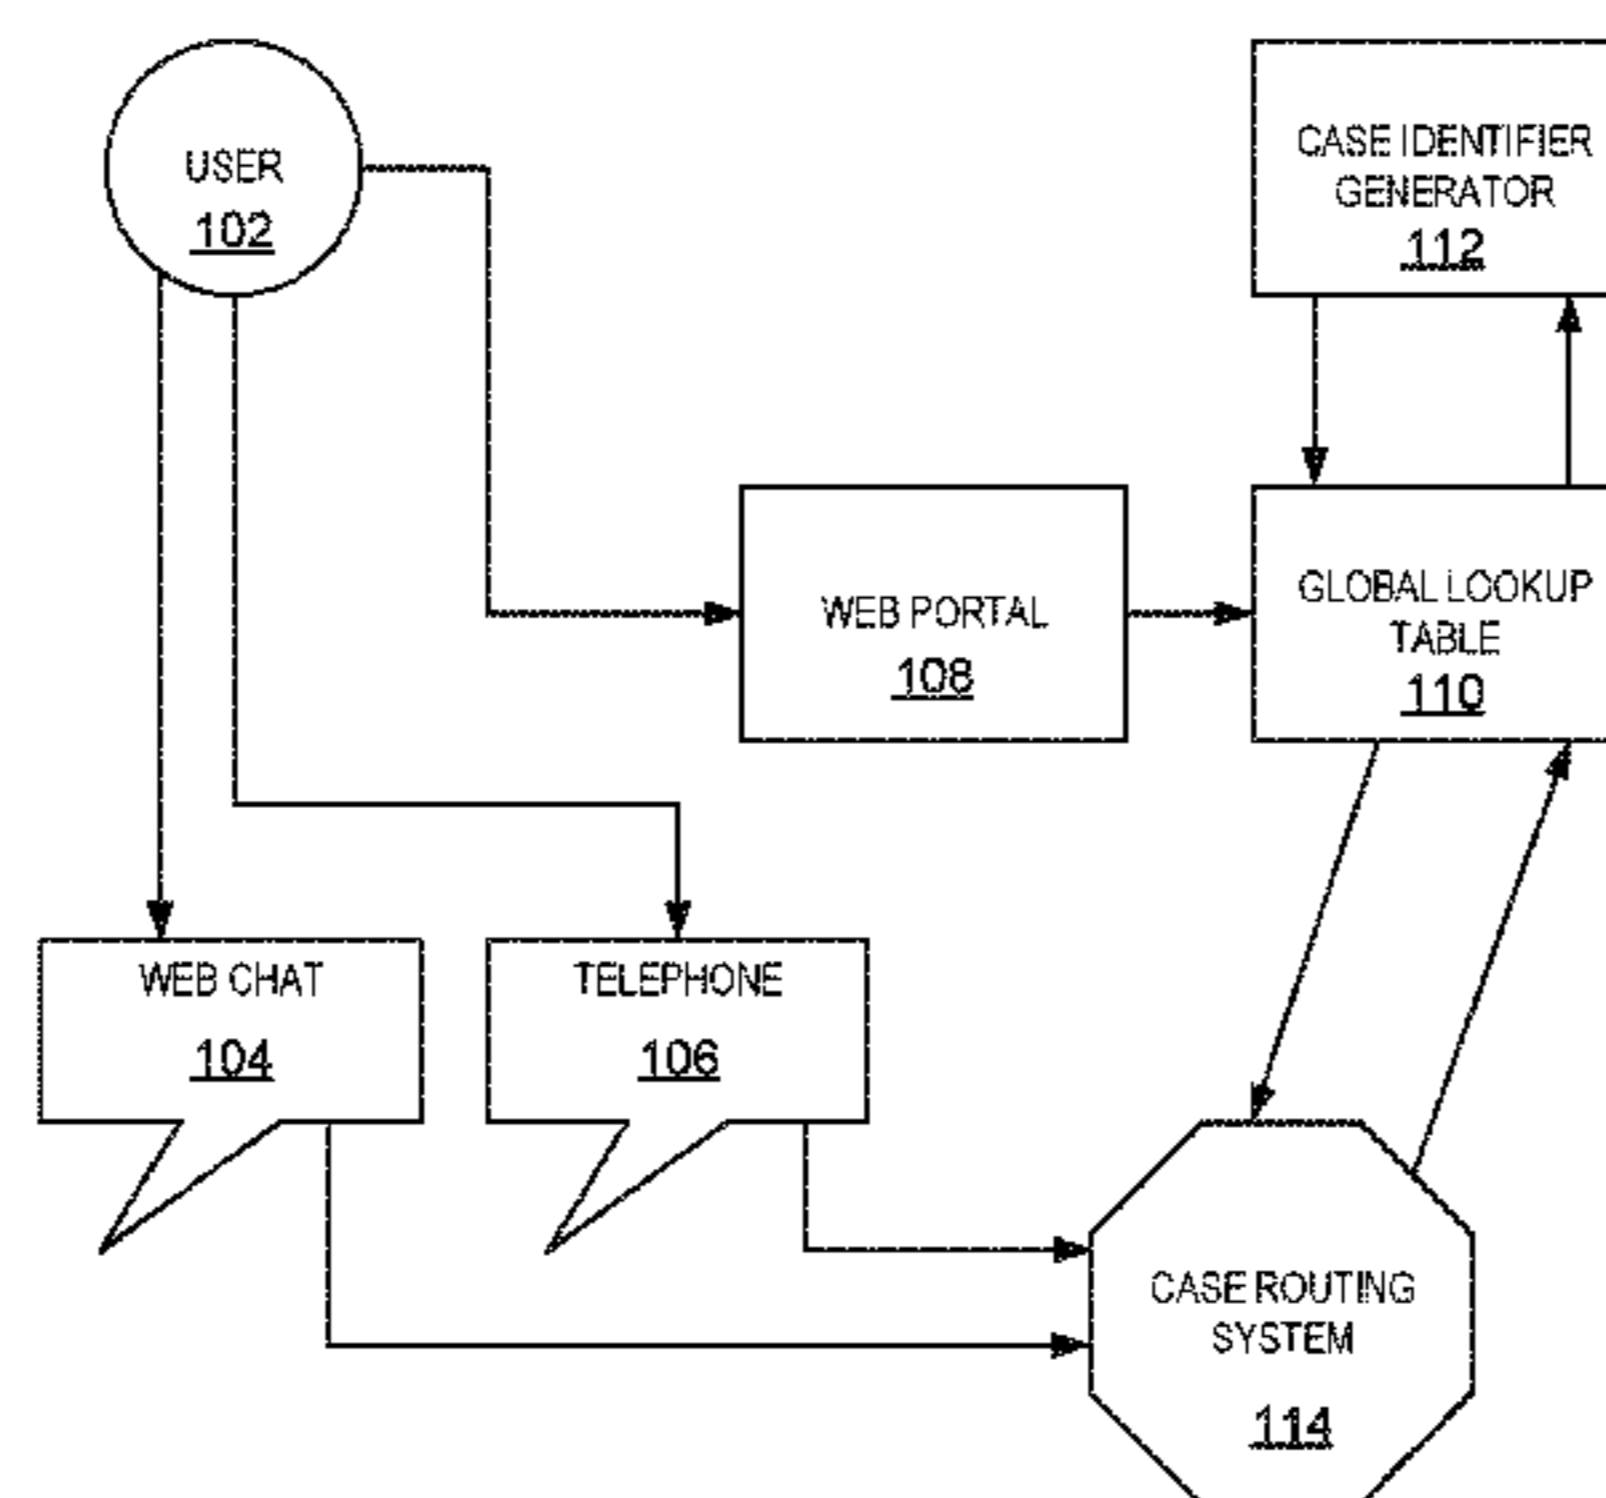 USER
102
CASE IDENTIFIER
GENERATOR
112
WEB PORTAL
108
GLOBAL LOOKUP
TABLE
110
WEB CHAT
104
TELEPHONE
106
CASE ROUTING
SYSTEM
114